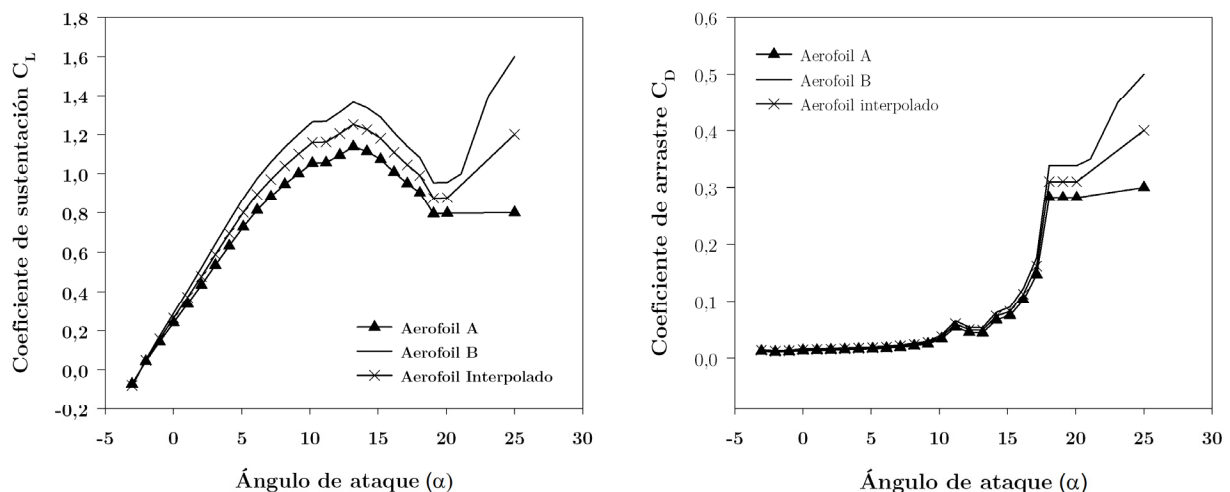 Coeficiente de sustentación C_L
1,8
1,6
1,4
1,2
1,0
0,8
0,6
0,4
0,2
0,0
-0,2
Aerofoil A
Aerofoil B
Aerofoil Interpolado
-5 0 5 10 15 20 25 30
Ángulo de ataque (α)
Coeficiente de arrastre C_D
0,6
0,5
0,4
0,3
0,2
0,1
0,0
Aerofoil A
Aerofoil B
Aerofoil interpolado
-5 0 5 10 15 20 25 30
Ángulo de ataque (α)